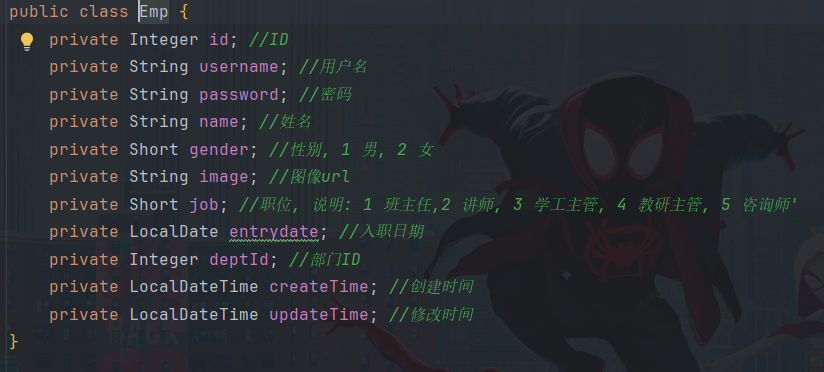 public class Emp {
private Integer id; //ID
private String username; //用户名
private String password; //密码
private String name; //姓名
private Short gender; //性别, 1 男, 2 女
private String image; //图像url
private Short job; //职位, 说明: 1 班主任,2 讲师, 3 学工主管, 4 教研主管, 5 咨询师'
private LocalDate entrydate; //入职日期
private Integer deptId; //部门ID
private LocalDateTime createTime; //创建时间
private LocalDateTime updateTime; //修改时间
}